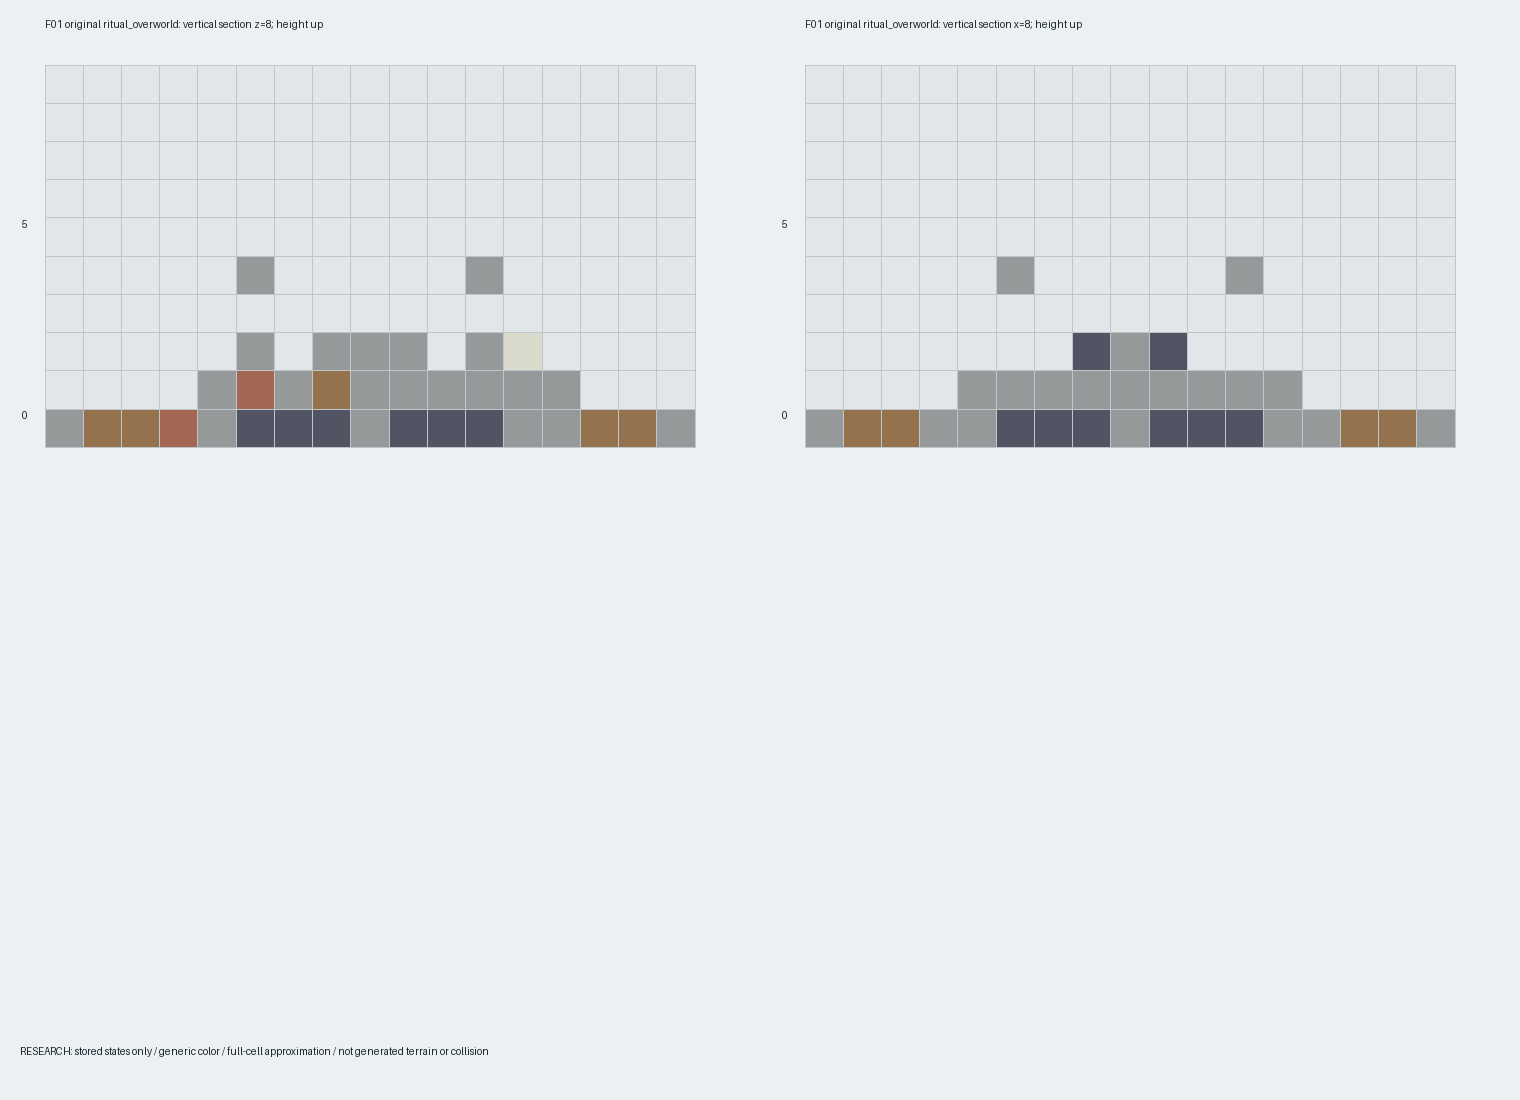 F01 original ritual_overworld: vertical section z=8; height up
F01 original ritual_overworld: vertical section x=8; height up
5
5
0
0
RESEARCH: stored states only / generic color / full-cell approximation / not generated terrain or collision